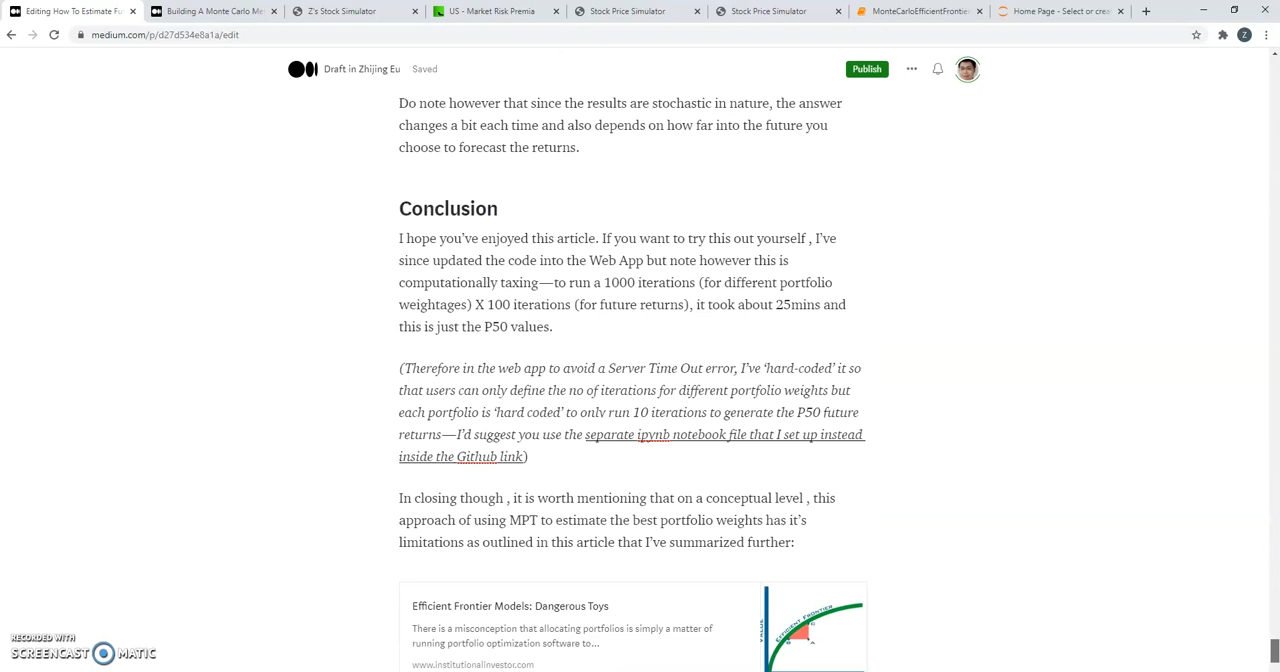 Editing How To Estimate Fu
Building A Monte Carlo Me
Z's Stock Simulator
US - Market Risk Premia
Stock Price Simulator
Stock Price Simulator
MonteCarloEfficientFrontie
Home Page - Select or crea
medium.com/p/d27d534e8a1a/edit
Z
Draft in Zhijing Eu
Saved
Publish
Do note however that since the results are stochastic in nature, the answer
changes a bit each time and also depends on how far into the future you
choose to forecast the returns.
Conclusion
I hope you've enjoyed this article. If you want to try this out yourself , I've
since updated the code into the Web App but note however this is
computationally taxing—to run a 1000 iterations (for different portfolio
weightages) X 100 iterations (for future returns), it took about 25mins and
this is just the P50 values.
(Therefore in the web app to avoid a Server Time Out error, I've 'hard-coded' it so
that users can only define the no of iterations for different portfolio weights but
each portfolio is 'hard coded' to only run 10 iterations to generate the P50 future
returns—I'd suggest you use the separate ipynb notebook file that I set up instead
inside the Github link)
In closing though , it is worth mentioning that on a conceptual level , this
approach of using MPT to estimate the best portfolio weights has it's
limitations as outlined in this article that I've summarized further:
Efficient Frontier Models: Dangerous Toys
There is a misconception that allocating portfolios is simply a matter of
running portfolio optimization software to...
www.institutionalinvestor.com
VALUE
EFFICIENT FRONTIER
A
RECORDED WITH
SCREENCAST MATIC